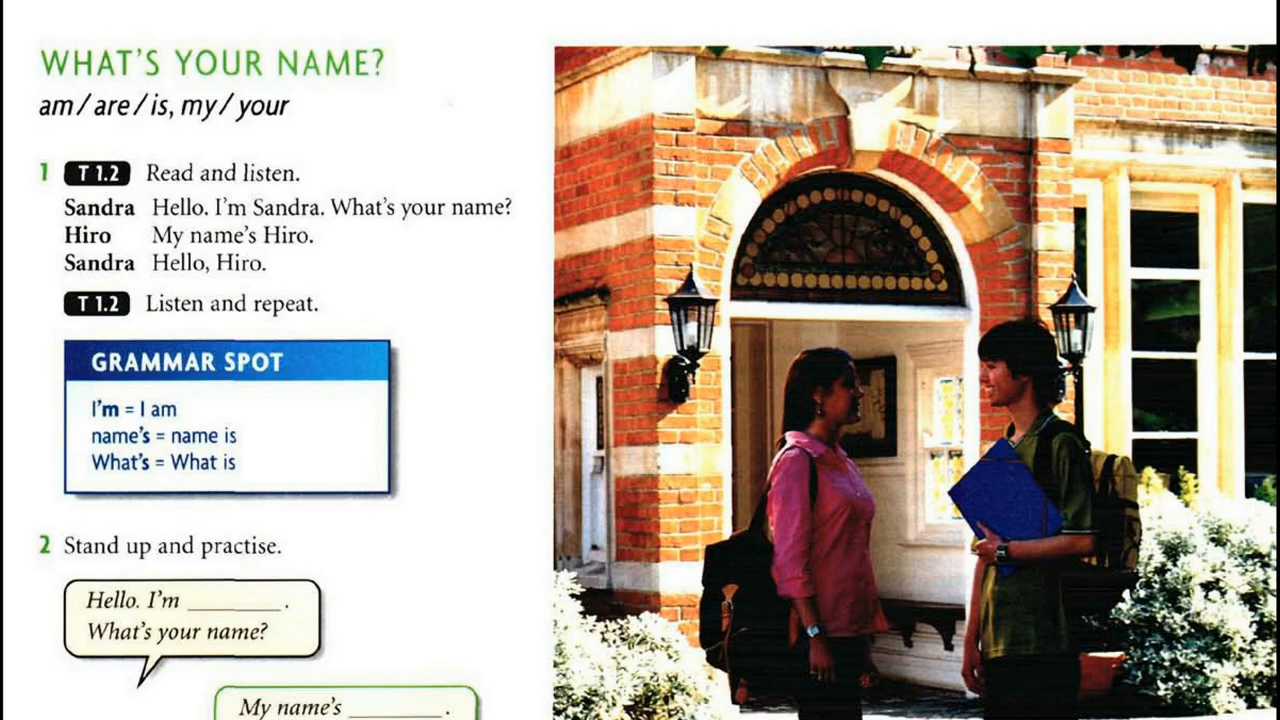 WHAT'S YOUR NAME?
am / are / is, my / your
1 T 1.2 Read and listen.
Sandra Hello. I'm Sandra. What's your name?
Hiro My name's Hiro.
Sandra Hello, Hiro.
T 1.2 Listen and repeat.
GRAMMAR SPOT
I'm = I am
name's = name is
What's = What is
2 Stand up and practise.
Hello. I'm ________ .
What's your name?
My name's ________ .